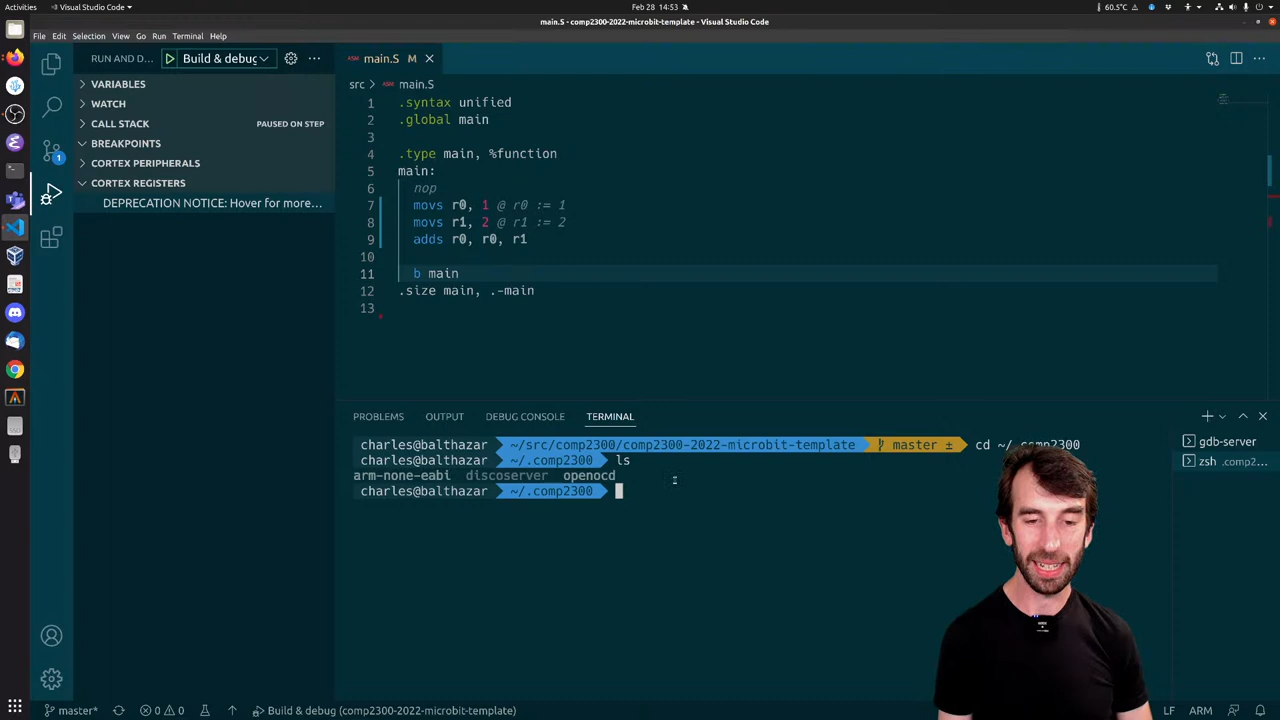 Activities
Visual Studio Code
Feb 28 14:53
60.5°C
main.S - comp2300-2022-microbit-template - Visual Studio Code
File Edit Selection View Go Run Terminal Help
RUN AND D...
Build & debug
main.S M
VARIABLES
WATCH
CALL STACK
PAUSED ON STEP
BREAKPOINTS
CORTEX PERIPHERALS
CORTEX REGISTERS
DEPRECATION NOTICE: Hover for more...
1
src > main.S
1 .syntax unified
2 .global main
3
4 .type main, %function
5 main:
6 nop
7 movs r0, 1 @ r0 := 1
8 movs r1, 2 @ r1 := 2
9 adds r0, r0, r1
10
11 b main
12 .size main, .-main
13
PROBLEMS OUTPUT DEBUG CONSOLE TERMINAL
charles@balthazar ~/src/comp2300/comp2300-2022-microbit-template master ± cd ~/.comp2300
charles@balthazar ~/.comp2300 ls
arm-none-eabi discoserver openocd
charles@balthazar ~/.comp2300
gdb-server
zsh .comp2...
master* 0 0 Build & debug (comp2300-2022-microbit-template) LF ARM